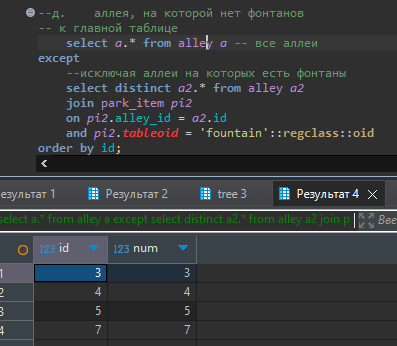 --д. аллея, на которой нет фонтанов
-- к главной таблице
select a.* from alley a -- все аллеи
except
--исключая аллеи на которых есть фонтаны
select distinct a2.* from alley a2
join park_item pi2
on pi2.alley_id = a2.id
and pi2.tableoid = 'fountain'::regclass::oid
order by id;
езультат 1 Результат 2 tree 3 Результат 4
select a.* from alley a except select distinct a2.* from alley a2 join p Вве
123 id 123 num
1 3 3
2 4 4
3 5 5
4 7 7